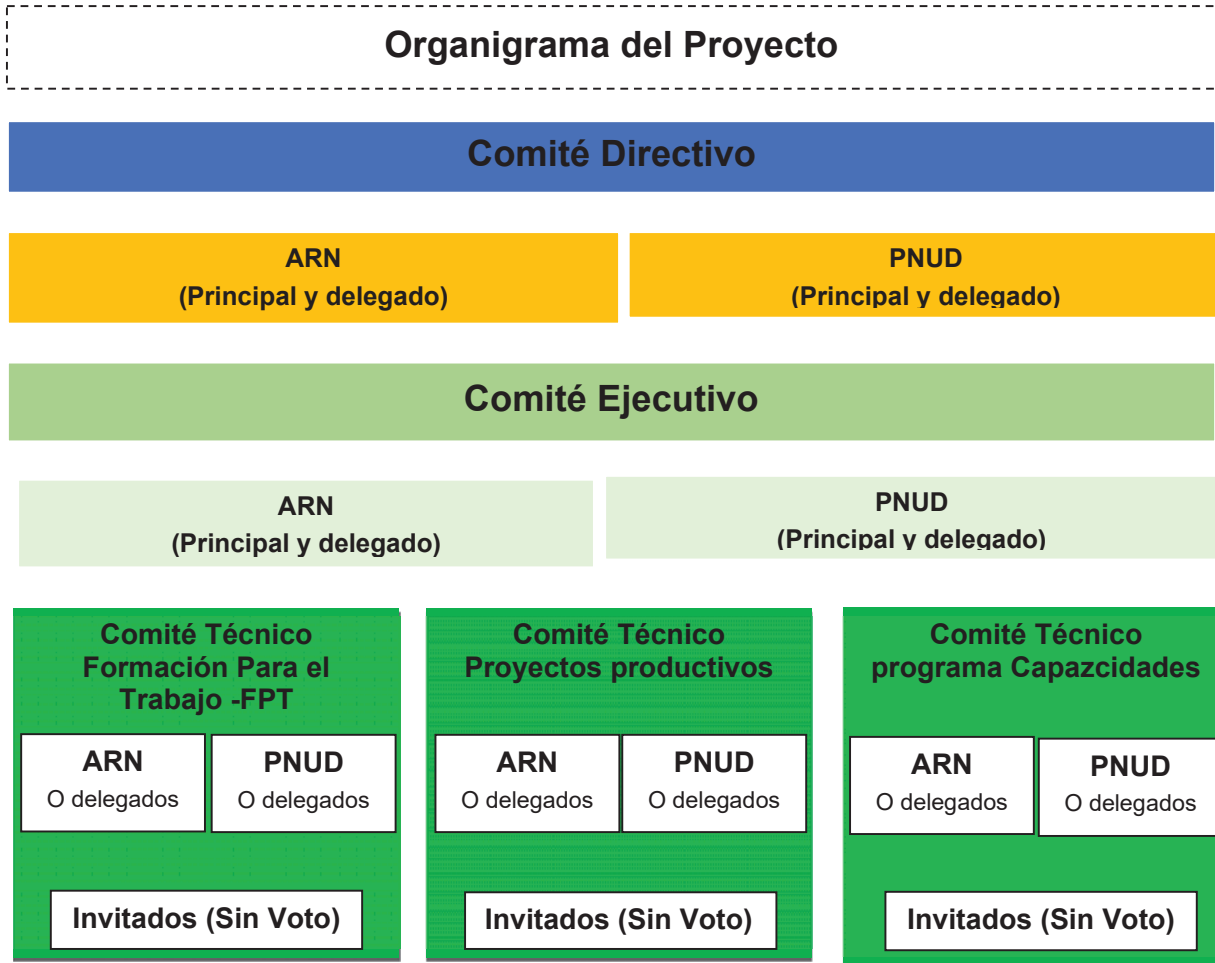 Organigrama del Proyecto
Comité Directivo
ARN
(Principal y delegado)
PNUD
(Principal y delegado)
Comité Ejecutivo
ARN
(Principal y delegado)
PNUD
(Principal y delegado)
Comité Técnico
Formación Para el
Trabajo -FPT
ARN
O delegados
PNUD
O delegados
Invitados (Sin Voto)
Comité Técnico
Proyectos productivos
ARN
O delegados
PNUD
O delegados
Invitados (Sin Voto)
Comité Técnico
programa Capazcidades
ARN
O delegados
PNUD
O delegados
Invitados (Sin Voto)